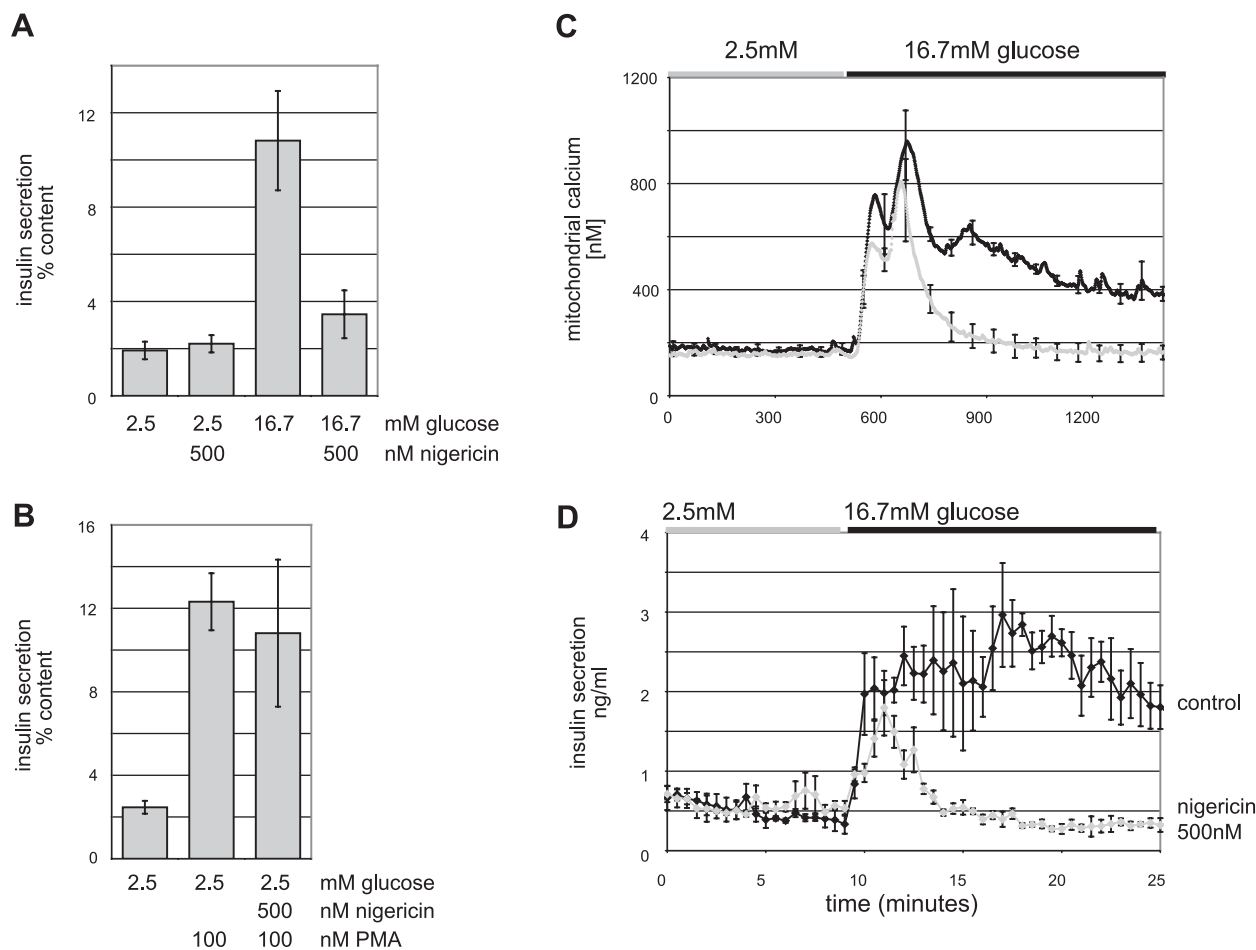 A
insulin secretion
% content
12
8
4
0
2.5 2.5 16.7 16.7 mM glucose
500 500 nM nigericin
B
insulin secretion
% content
16
12
8
4
0
2.5 2.5 2.5 mM glucose
500 nM nigericin
100 100 nM PMA
C
2.5mM 16.7mM glucose
mitochondrial calcium
[nM]
1200
800
400
0
0 300 600 900 1200
D
2.5mM 16.7mM glucose
insulin secretion
ng/ml
4
3
2
1
0
0 5 10 15 20 25
time (minutes)
control
nigericin
500nM